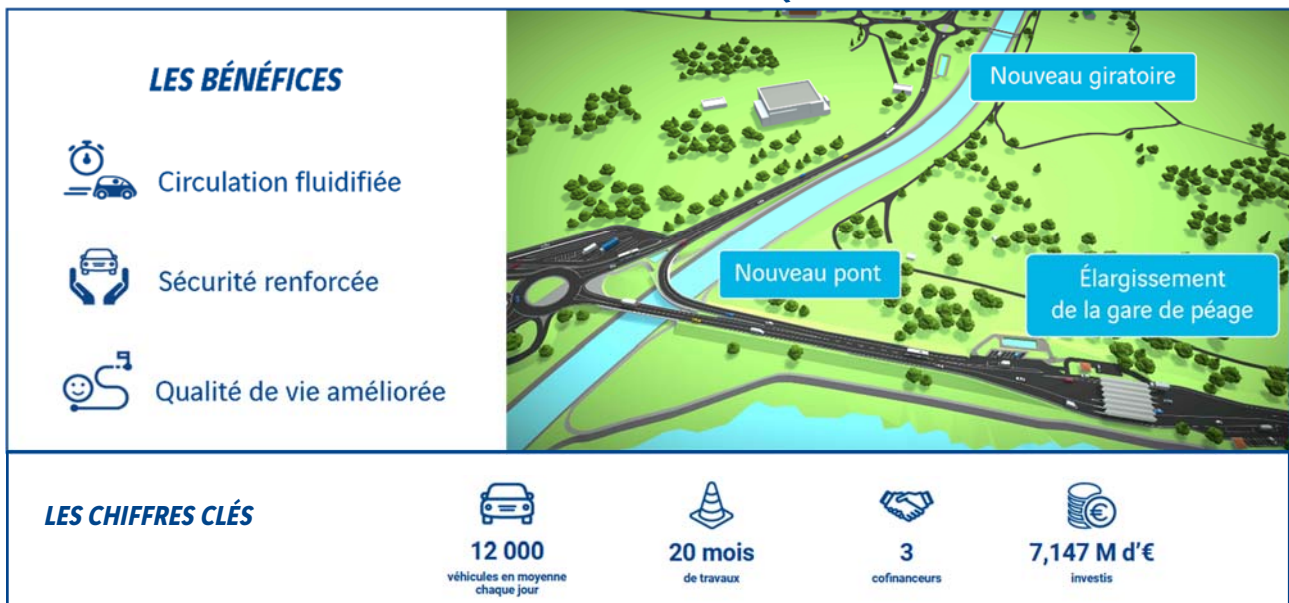 LES BÉNÉFICES
Circulation fluidifiée
Sécurité renforcée
Qualité de vie améliorée
Nouveau giratoire
Nouveau pont
Élargissement
de la gare de péage
LES CHIFFRES CLÉS
12 000
véhicules en moyenne
chaque jour
20 mois
de travaux
3
cofinanceurs
7,147 M d'€
investis